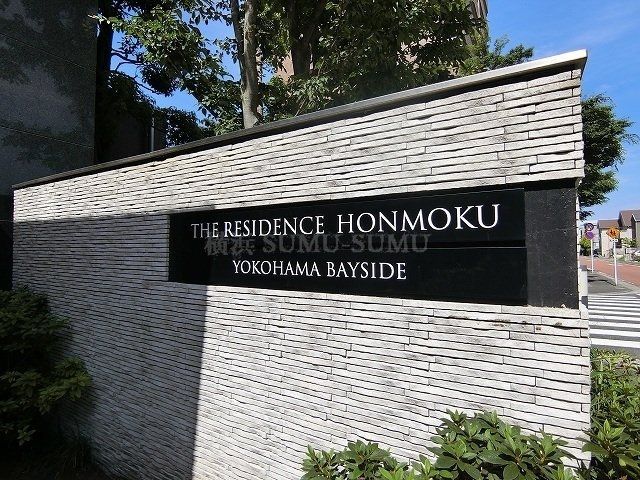 THE RESIDENCE HONMOKU
横浜 SUMU-SUMU
YOKOHAMA BAYSIDE